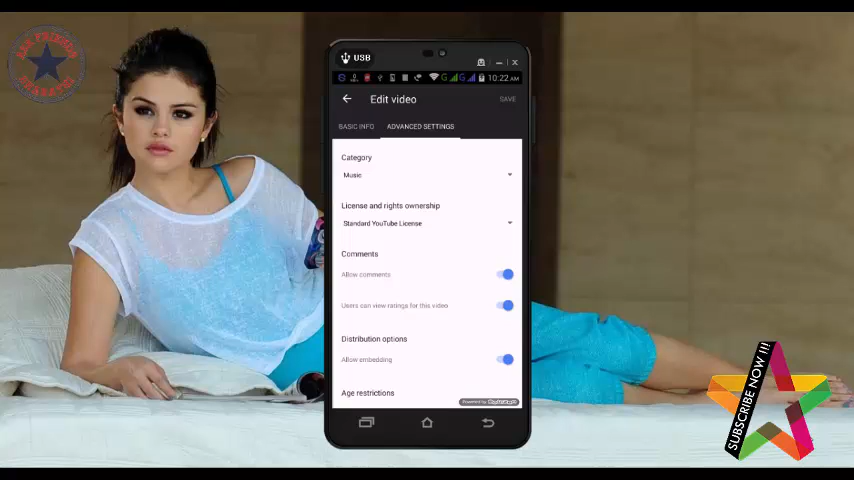 USB
10:22 AM
Edit video
SAVE
BASIC INFO
ADVANCED SETTINGS
Category
Music
License and rights ownership
Standard YouTube License
Comments
Allow comments
Users can view ratings for this video
Distribution options
Allow embedding
Age restrictions
Powered by
SUBSCRIBE NOW !!!